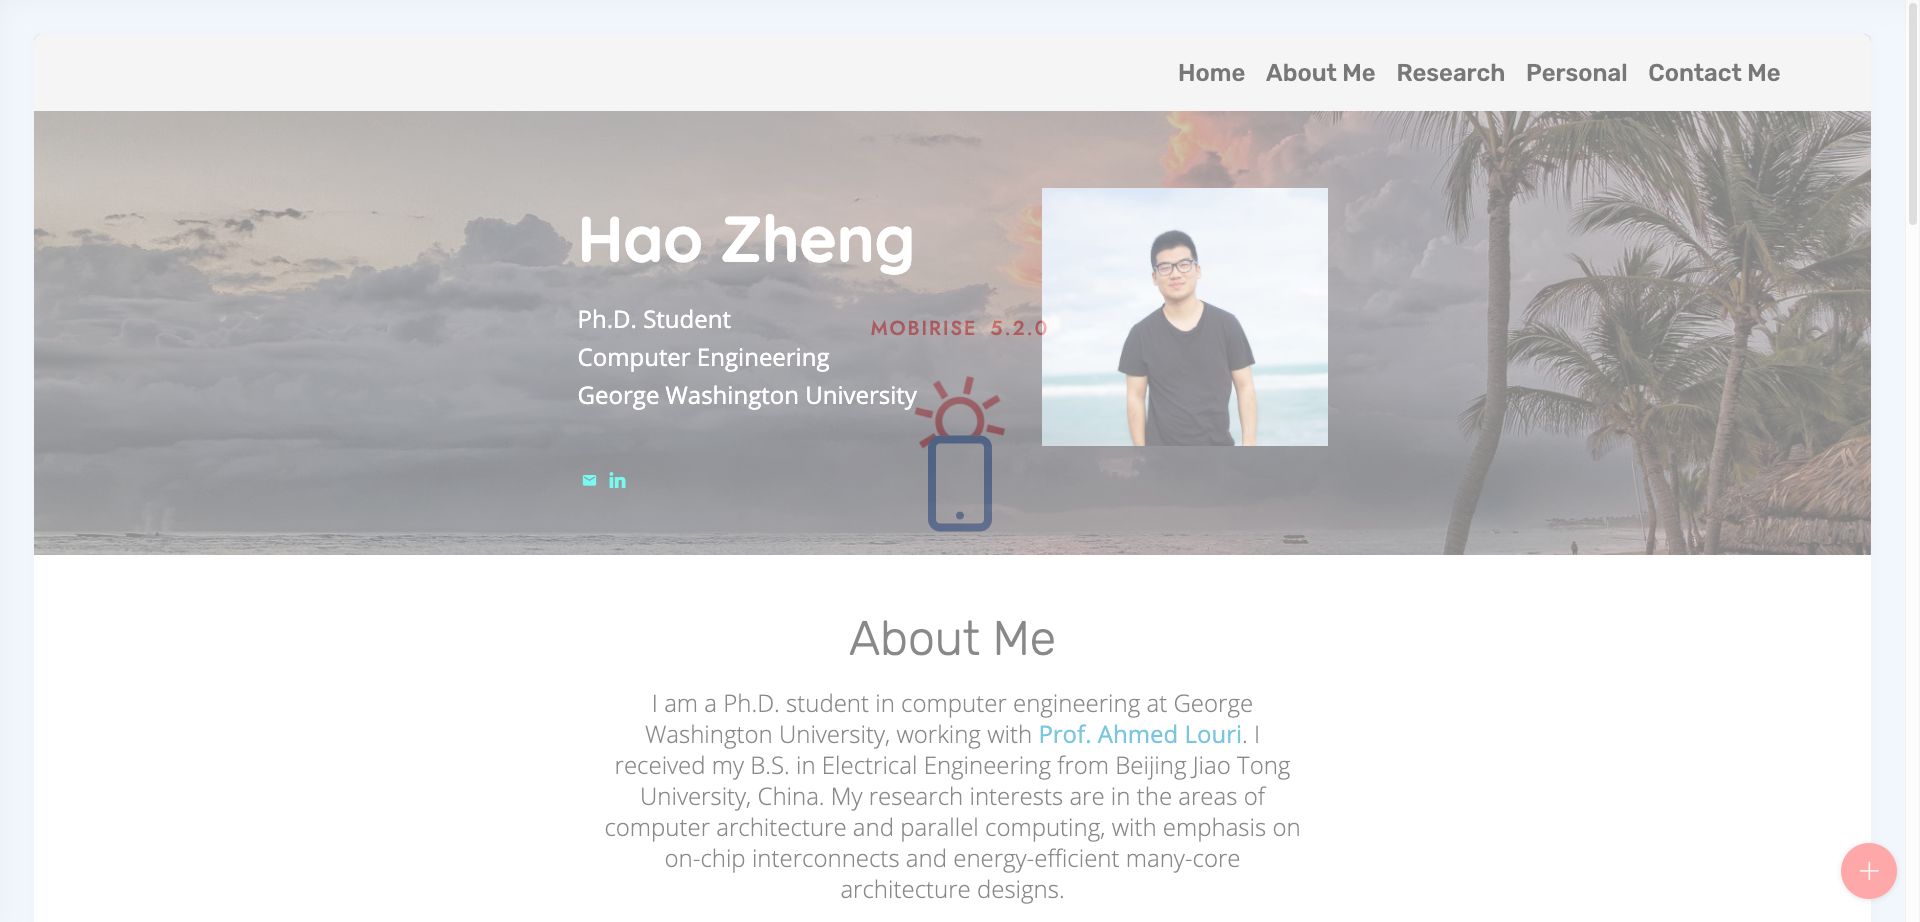 Home About Me Research Personal Contact Me
Hao Zheng
Ph.D. Student
Computer Engineering
George Washington University
MOBIRISE 5.2.0
in
About Me
I am a Ph.D. student in computer engineering at George
Washington University, working with Prof. Ahmed Louri. I
received my B.S. in Electrical Engineering from Beijing Jiao Tong
University, China. My research interests are in the areas of
computer architecture and parallel computing, with emphasis on
on-chip interconnects and energy-efficient many-core
architecture designs.